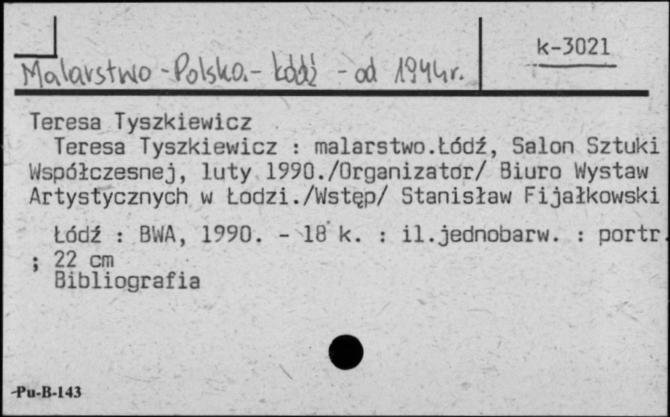 k-3021
Malarstwo - Polska. - Łódź - od 1944r.
Teresa Tyszkiewicz
Teresa Tyszkiewicz : malarstwo.Łódź, Salon Sztuki
Współczesnej, luty 1990./Organizator/ Biuro Wystaw
Artystycznych w Łodzi./Wstęp/ Stanisław Fijałkowski
Łódź : BWA, 1990. - 18 k. : il.jednobarw. : portr.
; 22 cm
Bibliografia
Pu-B-143